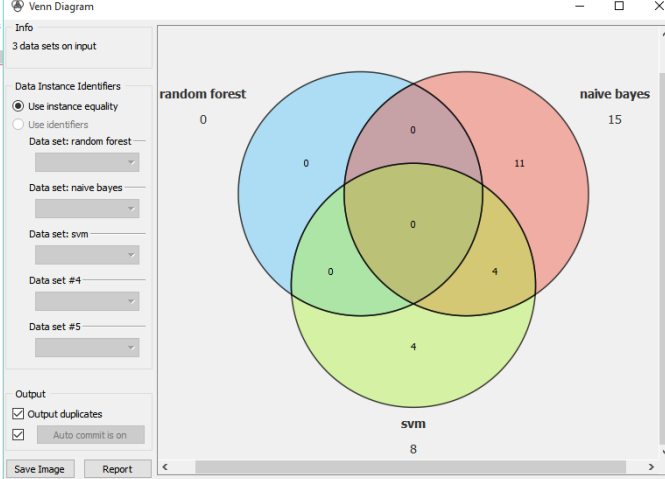 Venn Diagram
Info
3 data sets on input
Data Instance Identifiers
Use instance equality
Use identifiers
Data set: random forest
Data set: naive bayes
Data set: svm
Data set #4
Data set #5
Output
Output duplicates
Auto commit is on
Save Image
Report
random forest
0
naive bayes
15
0
0
11
0
0
4
4
svm
8